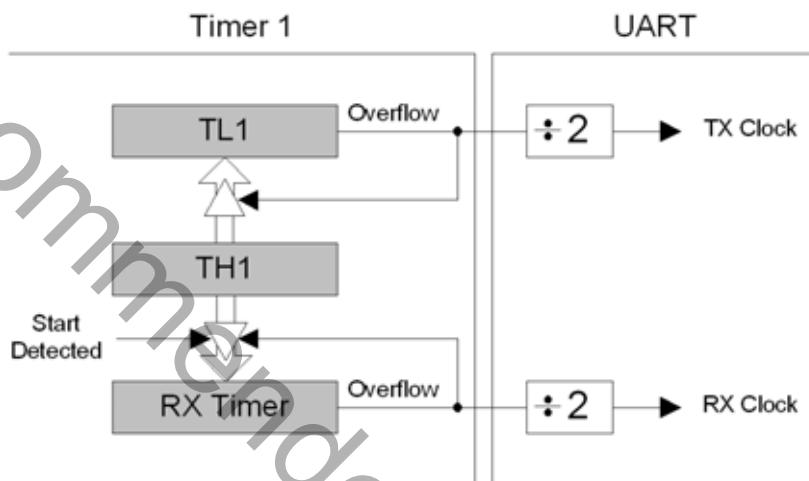 Timer 1
UART
TL1
Overflow
÷2
TX Clock
TH1
Start
Detected
RX Timer
Overflow
÷2
RX Clock